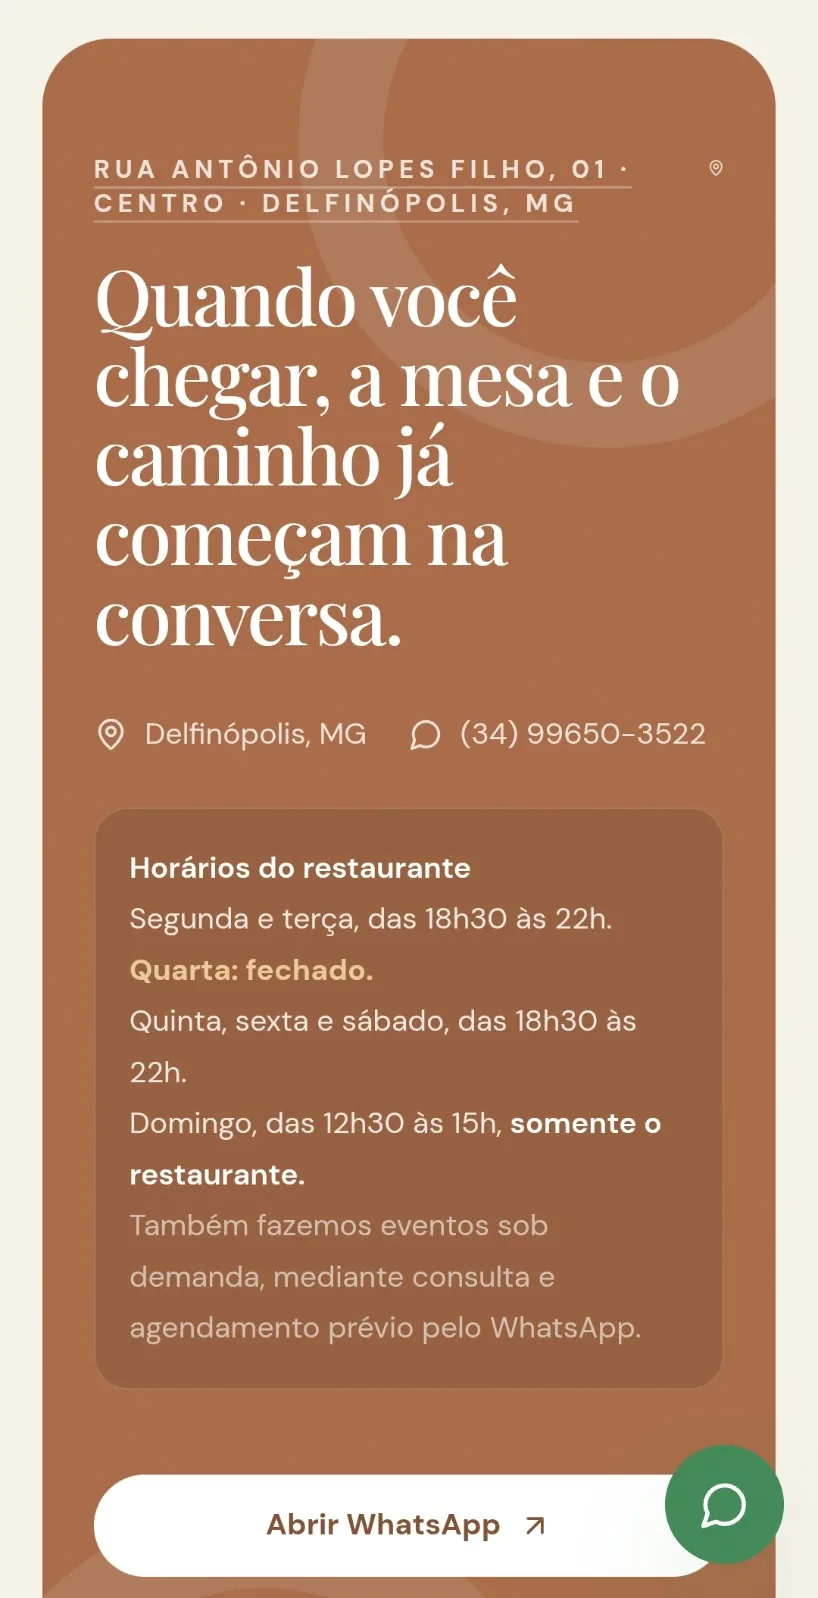 RUA ANTÔNIO LOPES FILHO, 01 ·
CENTRO · DELFINÓPOLIS, MG
Quando você
chegar, a mesa e o
caminho já
começam na
conversa.
Delfinópolis, MG
(34) 99650-3522
Horários do restaurante
Segunda e terça, das 18h30 às 22h.
Quarta: fechado.
Quinta, sexta e sábado, das 18h30 às
22h.
Domingo, das 12h30 às 15h, somente o
restaurante.
Também fazemos eventos sob
demanda, mediante consulta e
agendamento prévio pelo WhatsApp.
Abrir WhatsApp